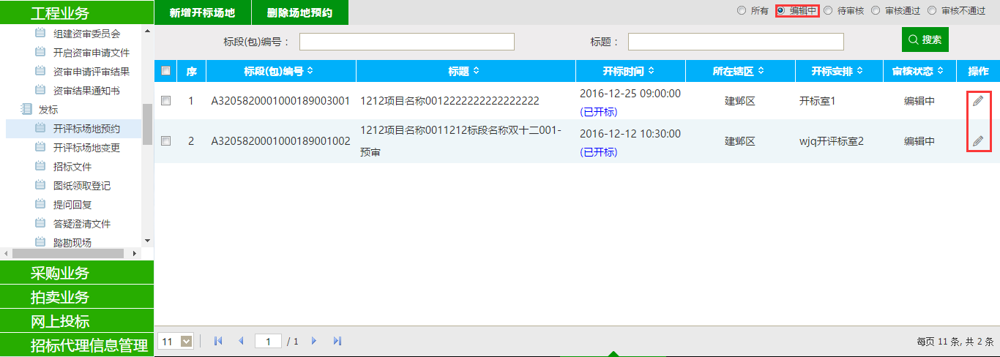 工程业务
组建资审委员会
开启资审申请文件
资审申请评审结果
资审结果通知书
发标
开评标场地预约
开评标场地变更
招标文件
图纸领取登记
提问回复
答疑澄清文件
踏勘现场
采购业务
拍卖业务
网上投标
招标代理信息管理
新增开标场地 删除场地预约 所有 编辑中 待审核 审核通过 审核不通过
标段(包)编号： 标题： 搜索
序 标段(包)编号 标题 开标时间 所在辖区 开标安排 审核状态 操作
1 A3205820001000189003001 1212项目名称0012222222222222222 2016-12-25 09:00:00 建邺区 开标室1 编辑中
(已开标)
2 A3205820001000189001002 1212项目名称0011212标段名称双十二001- 2016-12-12 10:30:00 建邺区 wjq开评标室2 编辑中
预审 (已开标)
11 1 / 1 每页 11 条, 共 2 条